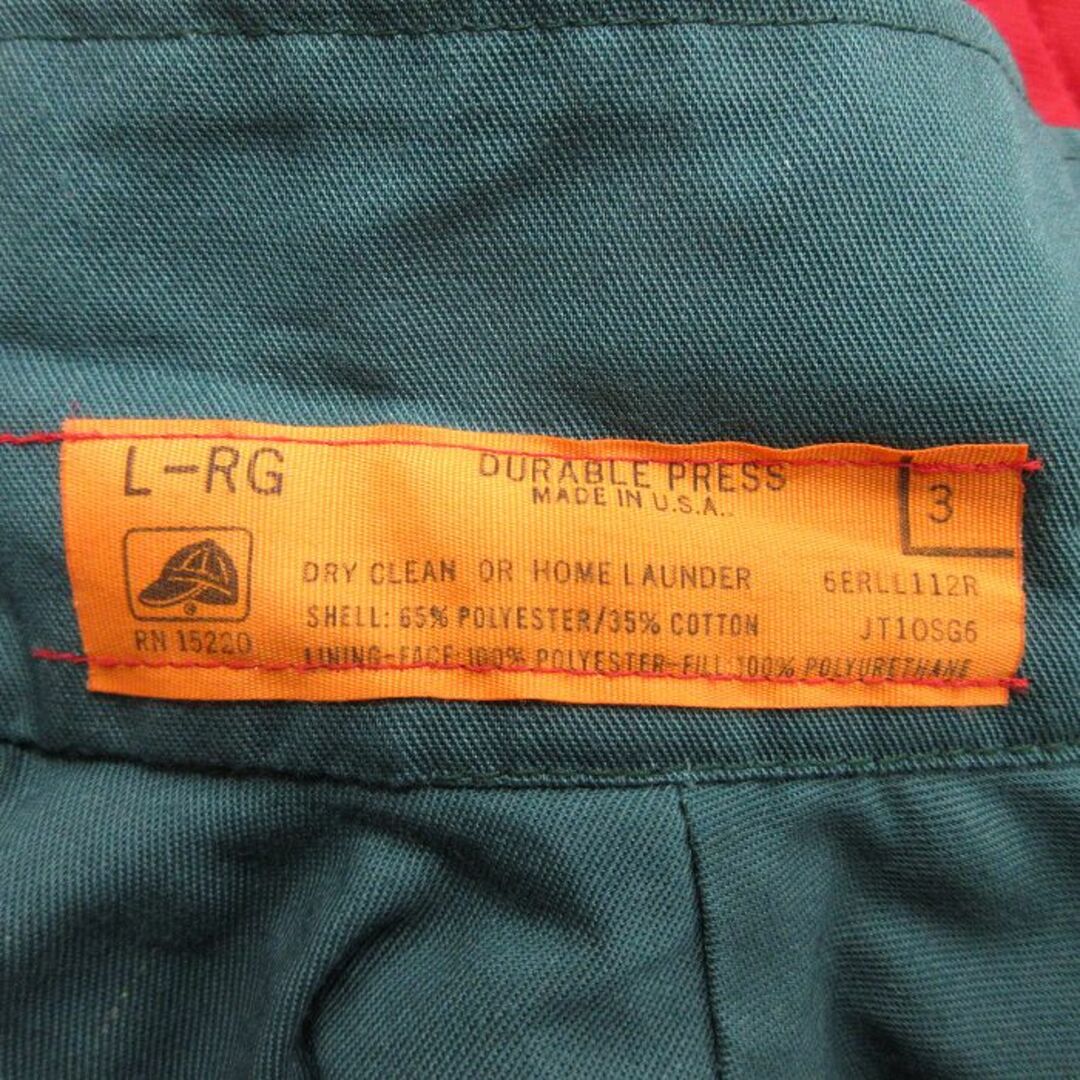 L-RG
DURABLE PRESS
MADE IN U.S.A..
3
DRY CLEAN OR HOME LAUNDER
6ERLL112R
SHELL: 65% POLYESTER/35% COTTON
JT10SG6
RN 15220
LINING-FACE: 100% POLYESTER-FILL: 100% POLYURETHANE